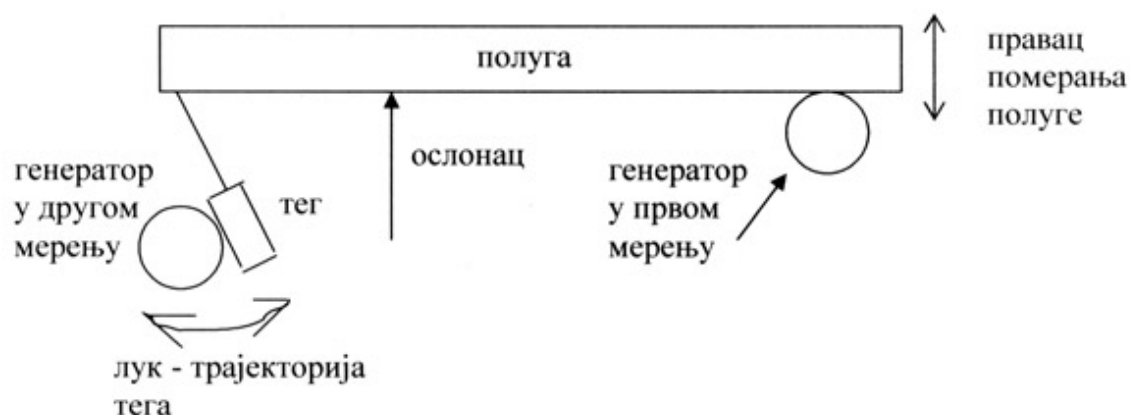 полуга
правац
померања
полуге
ослонац
генератор
у другом
мерењу
тег
генератор
у првом
мерењу
лук - трајекторија
тега